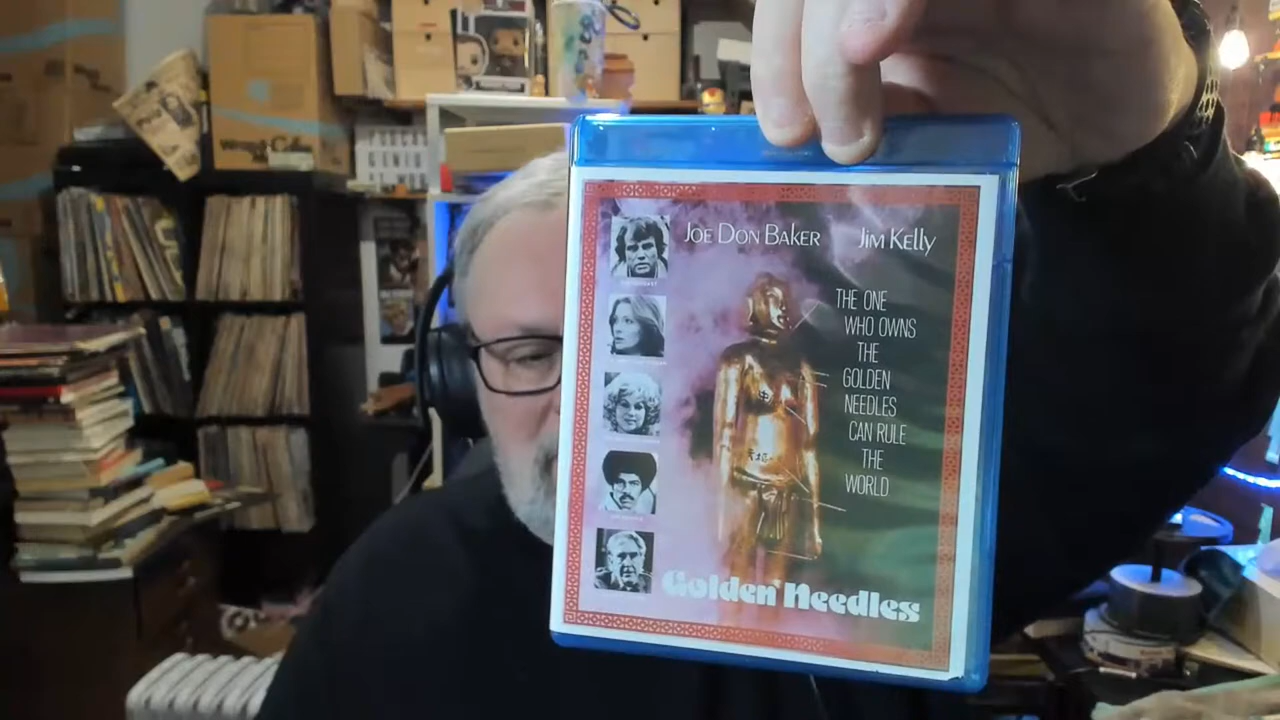 JOE DON BAKER
JIM KELLY
THE ONE
WHO OWNS
THE
GOLDEN
NEEDLES
CAN RULE
THE
WORLD
Golden Needles